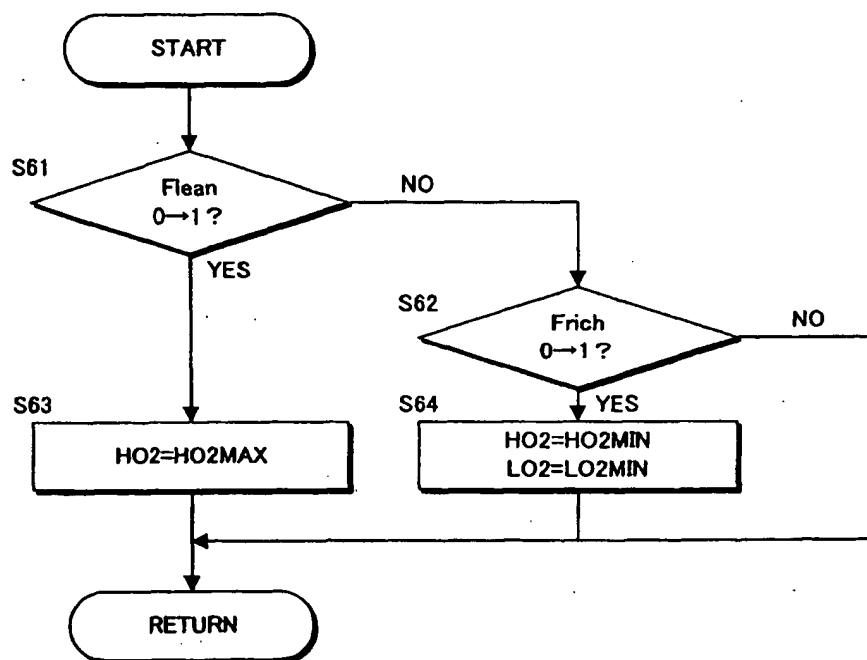 START
S61
Flean
0→1?
NO
YES
S62
Frich
0→1?
NO
YES
S63
HO2=HO2MAX
S64
HO2=HO2MIN
LO2=LO2MIN
RETURN